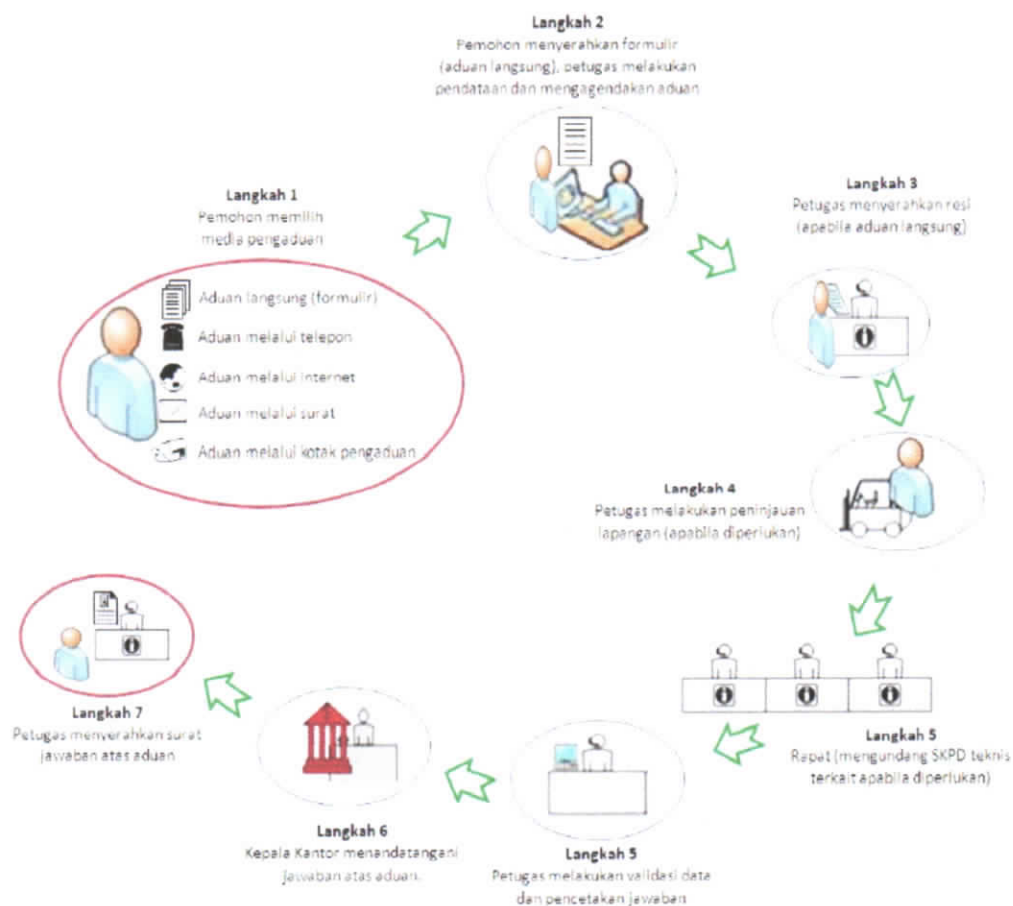 Langkah 1
Pemohon memilih
media pengaduan
Aduan langsung (formulir)
Aduan melalui telepon
Aduan melalui internet
Aduan melalui surat
Aduan melalui kotak pengaduan
Langkah 2
Pemohon menyerahkan formulir
(aduan langsung), petugas melakukan
pendataan dan mengagendakan aduan
Langkah 3
Petugas menyerahkan resi
(apabila aduan langsung)
Langkah 4
Petugas melakukan peninjauan
lapangan (apabila diperlukan)
Langkah 5
Rapat (mengundang SKPD teknis
terkait apabila diperlukan)
Langkah 5
Petugas melakukan validasi data
dan pencetakan jawaban
Langkah 6
Kepala Kantor menandatangani
jawaban atas aduan.
Langkah 7
Petugas menyerahkan surat
jawaban atas aduan